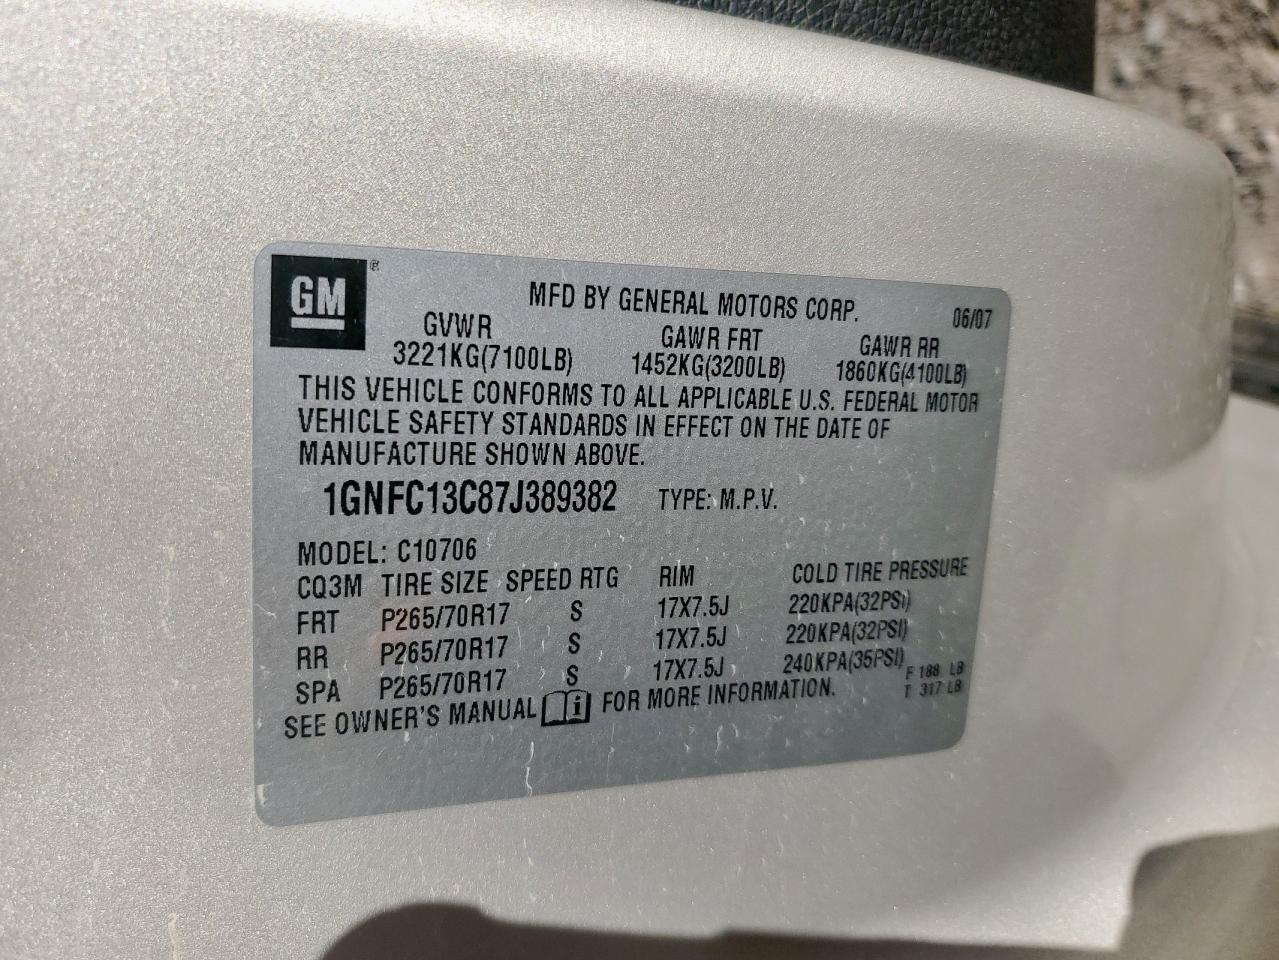 GM®
MFD BY GENERAL MOTORS CORP. 06/07
GVWR GAWR FRT GAWR RR
3221KG(7100LB) 1452KG(3200LB) 1860KG(4100LB)
THIS VEHICLE CONFORMS TO ALL APPLICABLE U.S. FEDERAL MOTOR
VEHICLE SAFETY STANDARDS IN EFFECT ON THE DATE OF
MANUFACTURE SHOWN ABOVE.
1GNFC13C87J389382 TYPE: M.P.V.
MODEL: C10706
CQ3M TIRE SIZE SPEED RTG RIM COLD TIRE PRESSURE
FRT P265/70R17 S 17X7.5J 220KPA(32PSI)
RR P265/70R17 S 17X7.5J 220KPA(32PSI)
SPA P265/70R17 S 17X7.5J 240KPA(35PSI)
F 188 LB
T 317 LB
SEE OWNER'S MANUAL i FOR MORE INFORMATION.